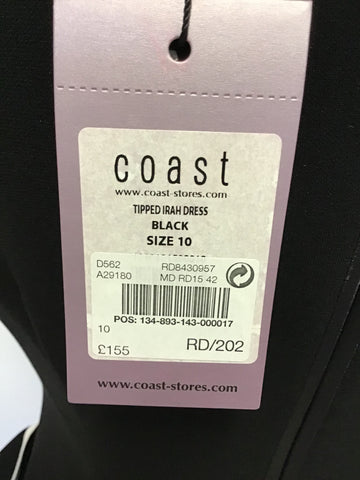 coast
www.coast-stores.com
TIPPED IRAH DRESS
BLACK
SIZE 10
D562 RD8430957
A29180 MD RD15 42
POS: 134-893-143-000017
10
£155 RD/202
www.coast-stores.com